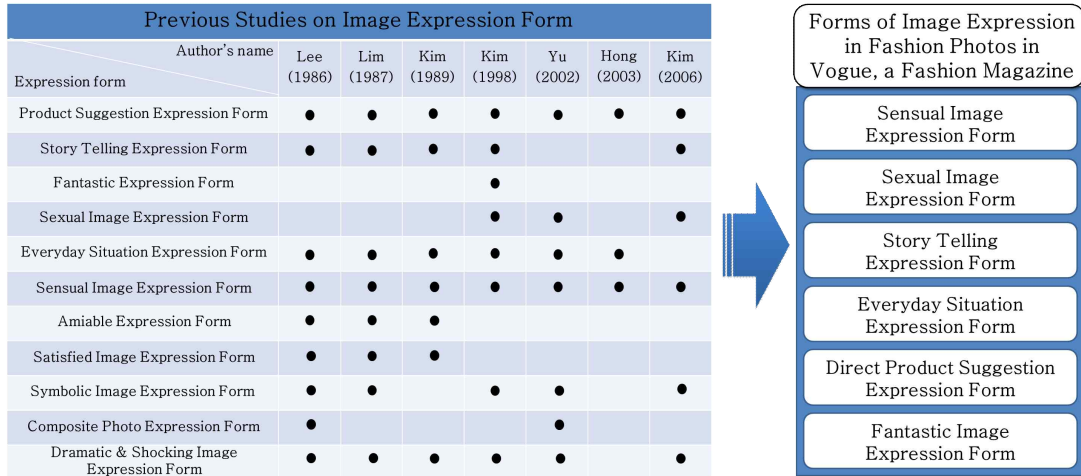 Previous Studies on Image Expression Form
Author's name
Expression form
Lee (1986)
Lim (1987)
Kim (1989)
Kim (1998)
Yu (2002)
Hong (2003)
Kim (2006)
Product Suggestion Expression Form ● ● ● ● ● ● ●
Story Telling Expression Form ● ● ● ● ●
Fantastic Expression Form ●
Sexual Image Expression Form ● ● ●
Everyday Situation Expression Form ● ● ● ● ● ●
Sensual Image Expression Form ● ● ● ● ● ● ●
Amiable Expression Form ● ● ●
Satisfied Image Expression Form ● ● ●
Symbolic Image Expression Form ● ● ● ● ●
Composite Photo Expression Form ● ●
Dramatic & Shocking Image
Expression Form ● ● ● ● ● ●
Forms of Image Expression
in Fashion Photos in
Vogue, a Fashion Magazine
Sensual Image
Expression Form
Sexual Image
Expression Form
Story Telling
Expression Form
Everyday Situation
Expression Form
Direct Product Suggestion
Expression Form
Fantastic Image
Expression Form